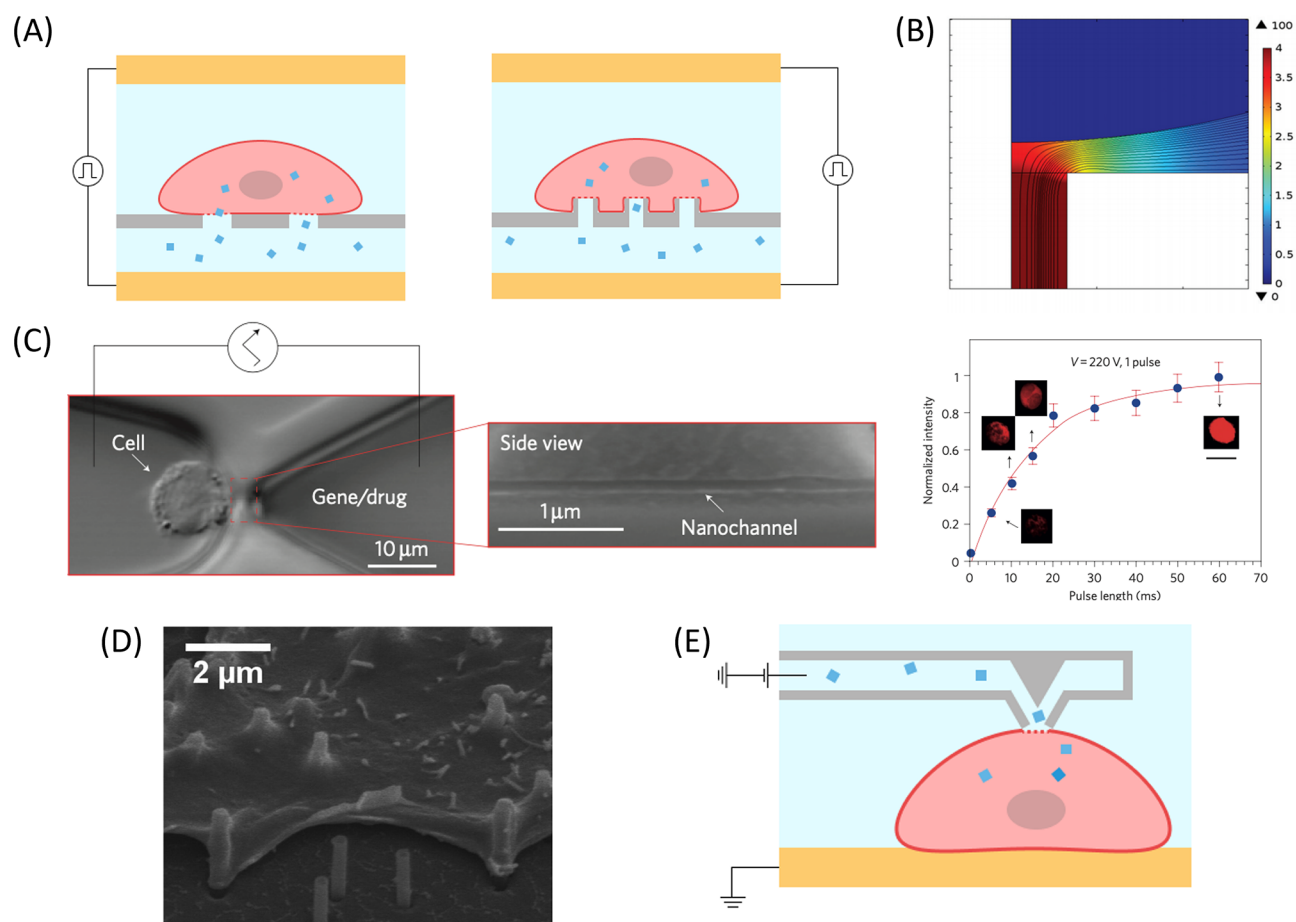 (A)
(B)
▲ 100
4
3.5
3
2.5
2
1.5
1
0.5
0
▼ 0
(C)
Cell
Gene/drug
10 μm
Side view
1 μm
Nanochannel
V = 220 V, 1 pulse
Normalized intensity
1
0.8
0.6
0.4
0.2
0
0 10 20 30 40 50 60 70
Pulse length (ms)
(D)
2 μm
(E)